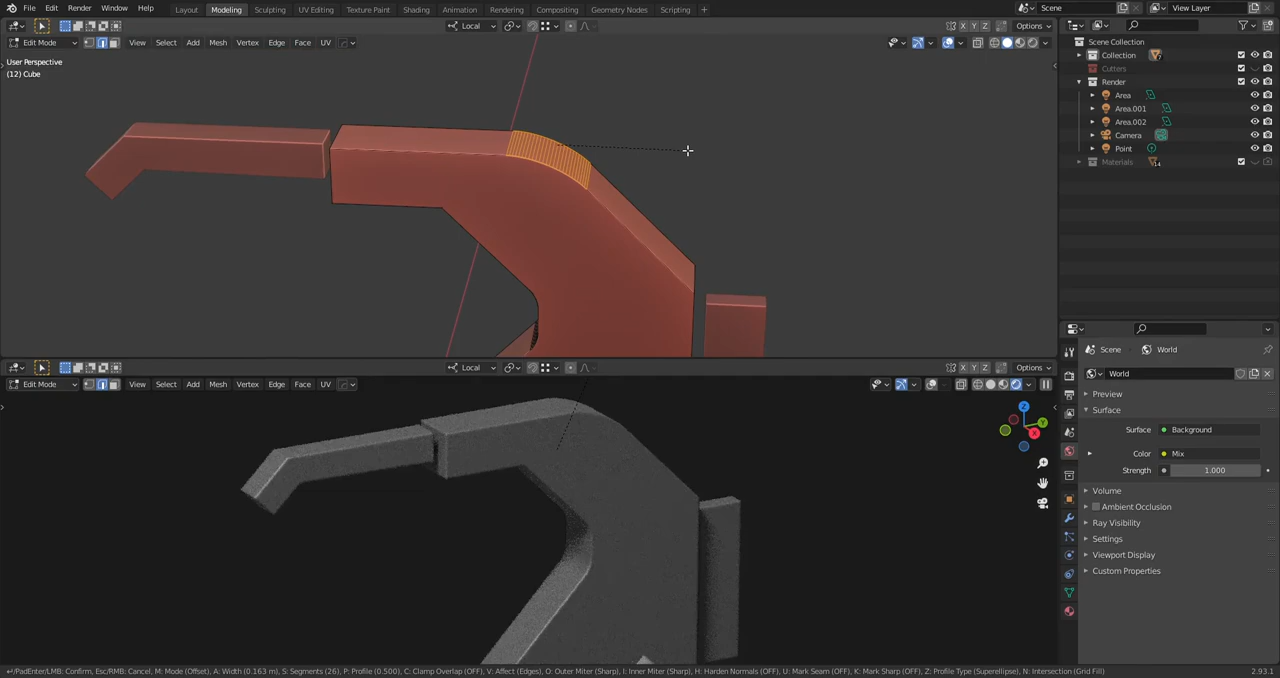 File Edit Render Window Help Layout Modeling Sculpting UV Editing Texture Paint Shading Animation Rendering Compositing Geometry Nodes Scripting + Scene View Layer
Local Options
Edit Mode View Select Add Mesh Vertex Edge Face UV
X Y Z
User Perspective
(12) Cube
Scene Collection
Collection
Cutters
Render
Area
Area.001
Area.002
Camera
Point
Materials 14
Scene World
World
Preview
Surface
Surface Background
Color Mix
Strength 1.000
Volume
Ambient Occlusion
Ray Visibility
Settings
Viewport Display
Custom Properties
Local X Y Z Options
Edit Mode View Select Add Mesh Vertex Edge Face UV
Z
Y
X
↵/PadEnter/LMB: Confirm, Esc/RMB: Cancel, M: Mode (Offset), A: Width (0.163 m), S: Segments (26), P: Profile (0.500), C: Clamp Overlap (OFF), V: Affect (Edges), O: Outer Miter (Sharp), I: Inner Miter (Sharp), H: Harden Normals (OFF), U: Mark Seam (OFF), K: Mark Sharp (OFF), Z: Profile Type (Superellipse), N: Intersection (Grid Fill) 2.93.1